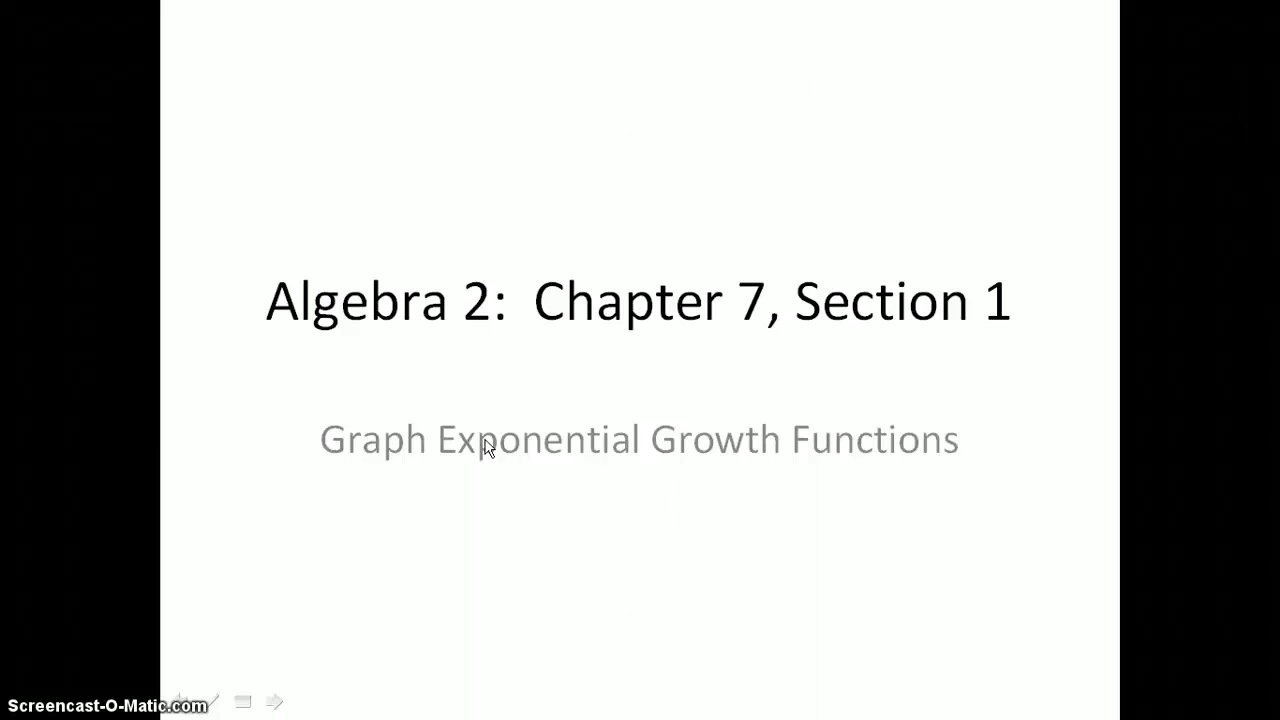 Algebra 2:  Chapter 7, Section 1
Graph Exponential Growth Functions
Screencast-O-Matic.com